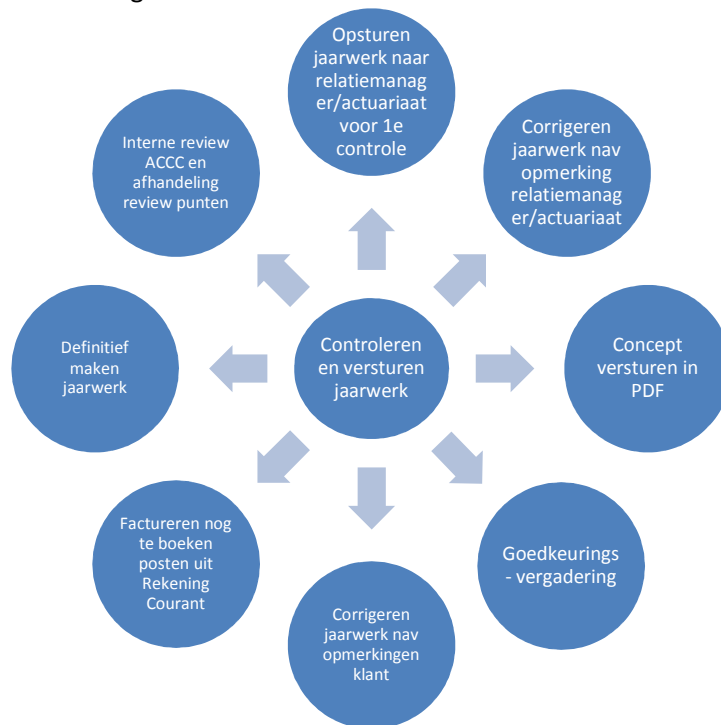 Opsturen
jaarwerk naar
relatiemanag
er/actuariaat
voor 1e
controle
Corrigeren
jaarwerk nav
opmerking
relatiemanag
er/actuariaat
Concept
versturen in
PDF
Goedkeurings
- vergadering
Corrigeren
jaarwerk nav
opmerkingen
klant
Factureren nog
te boeken
posten uit
Rekening
Courant
Definitief
maken
jaarwerk
Interne review
ACCC en
afhandeling
review punten
Controleren
en versturen
jaarwerk